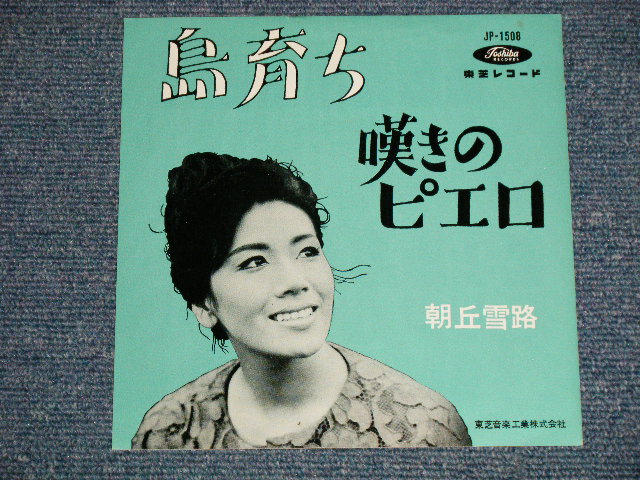 島育ち
JP-1508
Toshiba
RECORDS
東芝レコード
嘆きの
ピエロ
朝丘雪路
東芝音楽工業株式会社